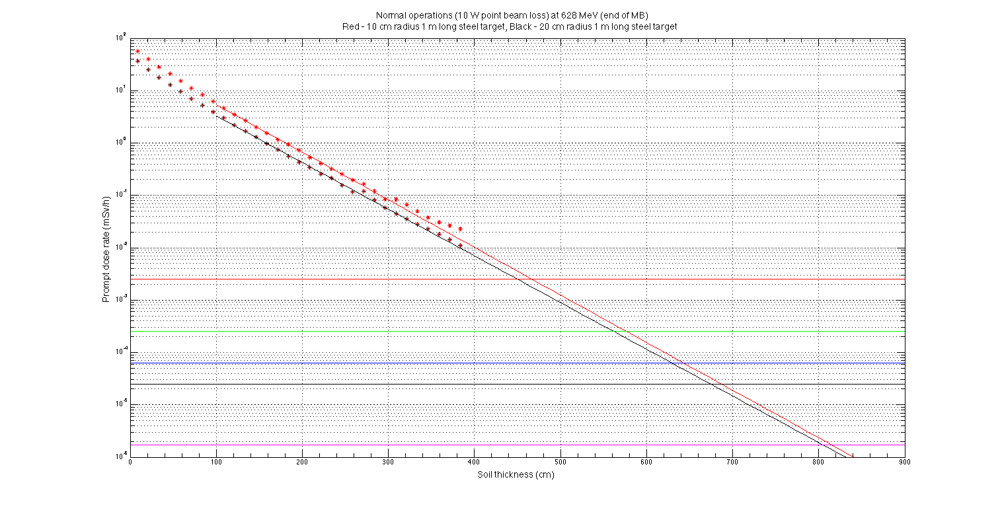 Normal operations (10 W point beam loss) at 628 MeV (end of MB)
Red - 10 cm radius 1 m long steel target, Black - 20 cm radius 1 m long steel target
10^2
10^1
10^0
10^-1
10^-2
10^-3
10^-4
10^-5
10^-6
Prompt dose rate (mSv/h)
0 100 200 300 400 500 600 700 800 900
Soil thickness (cm)